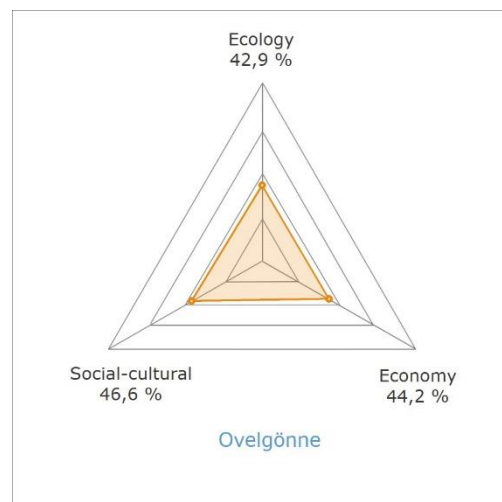 Ecology
42,9 %
Social-cultural
46,6 %
Economy
44,2 %
Ovelgönne